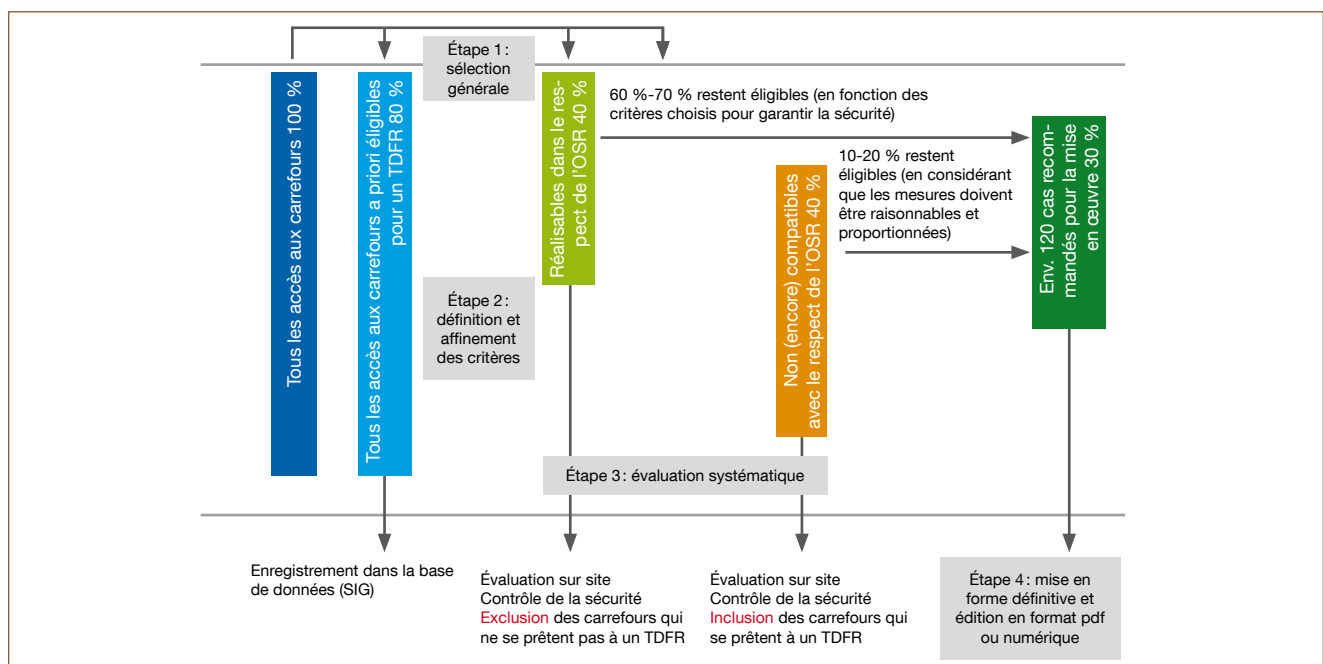 Étape 1 :
sélection
générale
Tous les accès aux carrefours 100 %
Tous les accès aux carrefours a priori éligibles
pour un TDFR 80 %
Réalisables dans le res-
pect de l’OSR 40 %
60 %-70 % restent éligibles (en fonction des
critères choisis pour garantir la sécurité)
10-20 % restent
éligibles (en considérant
que les mesures doivent
être raisonnables et
proportionnées)
Non (encore) compatibles
avec le respect de l’OSR 40 %
Env. 120 cas recom-
mandés pour la mise
en œuvre 30 %
Étape 2 :
définition et
affinement
des critères
Étape 3 : évaluation systématique
Enregistrement dans la base
de données (SIG)
Évaluation sur site
Contrôle de la sécurité
Exclusion des carrefours qui
ne se prêtent pas à un TDFR
Évaluation sur site
Contrôle de la sécurité
Inclusion des carrefours qui
se prêtent à un TDFR
Étape 4 : mise en
forme définitive et
édition en format pdf
ou numérique